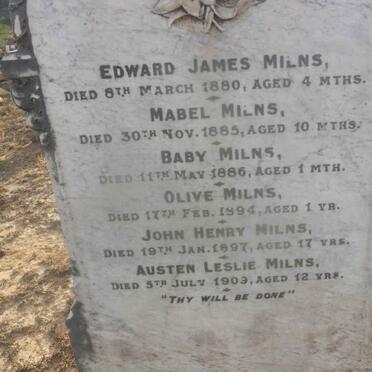 EDWARD JAMES MILNS,
DIED 8TH MARCH 1880, AGED 4 MTHS.
MABEL MILNS,
DIED 30TH NOV. 1885, AGED 10 MTHS.
BABY MILNS,
DIED 11TH MAY 1886, AGED 1 MTH.
OLIVE MILNS,
DIED 17TH FEB. 1894, AGED 1 YR.
JOHN HENRY MILNS,
DIED 19TH JAN. 1897, AGED 17 YRS.
AUSTEN LESLIE MILNS,
DIED 5TH JULY 1909, AGED 12 YRS.
"THY WILL BE DONE"